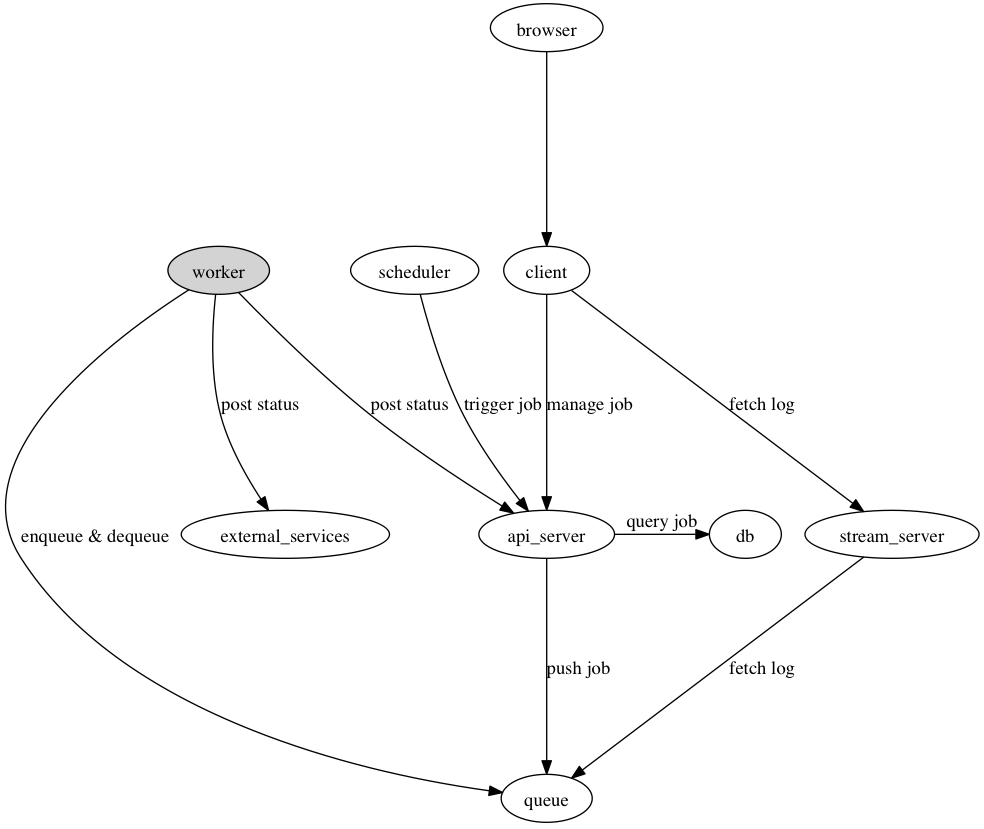 browser
worker
scheduler
client
post status
post status
trigger job
manage job
fetch log
enqueue & dequeue
external_services
api_server
query job
db
stream_server
push job
fetch log
queue